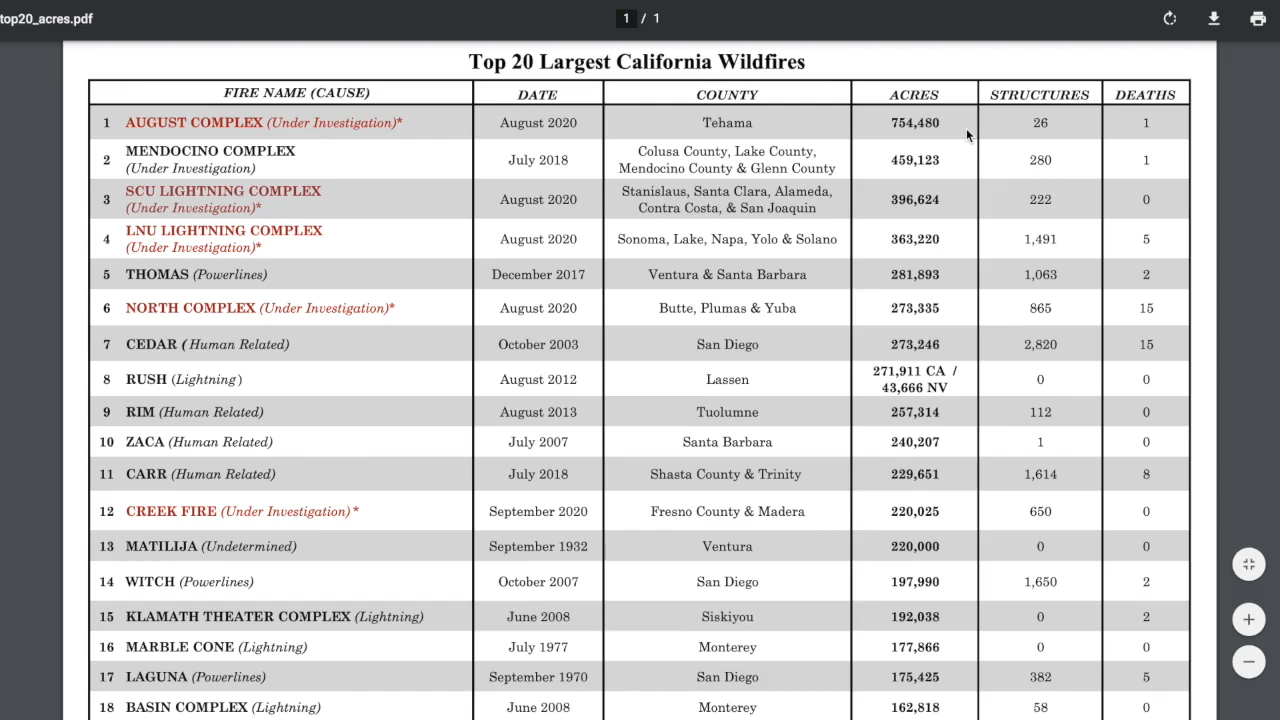 top20_acres.pdf
1 / 1
Top 20 Largest California Wildfires
FIRE NAME (CAUSE) DATE COUNTY ACRES STRUCTURES DEATHS
1 AUGUST COMPLEX (Under Investigation)* August 2020 Tehama 754,480 26 1
2 MENDOCINO COMPLEX
(Under Investigation) July 2018 Colusa County, Lake County,
Mendocino County & Glenn County 459,123 280 1
3 SCU LIGHTNING COMPLEX
(Under Investigation)* August 2020 Stanislaus, Santa Clara, Alameda,
Contra Costa, & San Joaquin 396,624 222 0
4 LNU LIGHTNING COMPLEX
(Under Investigation)* August 2020 Sonoma, Lake, Napa, Yolo & Solano 363,220 1,491 5
5 THOMAS (Powerlines) December 2017 Ventura & Santa Barbara 281,893 1,063 2
6 NORTH COMPLEX (Under Investigation)* August 2020 Butte, Plumas & Yuba 273,335 865 15
7 CEDAR ( Human Related) October 2003 San Diego 273,246 2,820 15
8 RUSH (Lightning ) August 2012 Lassen 271,911 CA /
43,666 NV 0 0
9 RIM (Human Related) August 2013 Tuolumne 257,314 112 0
10 ZACA (Human Related) July 2007 Santa Barbara 240,207 1 0
11 CARR (Human Related) July 2018 Shasta County & Trinity 229,651 1,614 8
12 CREEK FIRE (Under Investigation) * September 2020 Fresno County & Madera 220,025 650 0
13 MATILIJA (Undetermined) September 1932 Ventura 220,000 0 0
14 WITCH (Powerlines) October 2007 San Diego 197,990 1,650 2
15 KLAMATH THEATER COMPLEX (Lightning) June 2008 Siskiyou 192,038 0 2
16 MARBLE CONE (Lightning) July 1977 Monterey 177,866 0 0
17 LAGUNA (Powerlines) September 1970 San Diego 175,425 382 5
18 BASIN COMPLEX (Lightning) June 2008 Monterey 162,818 58 0